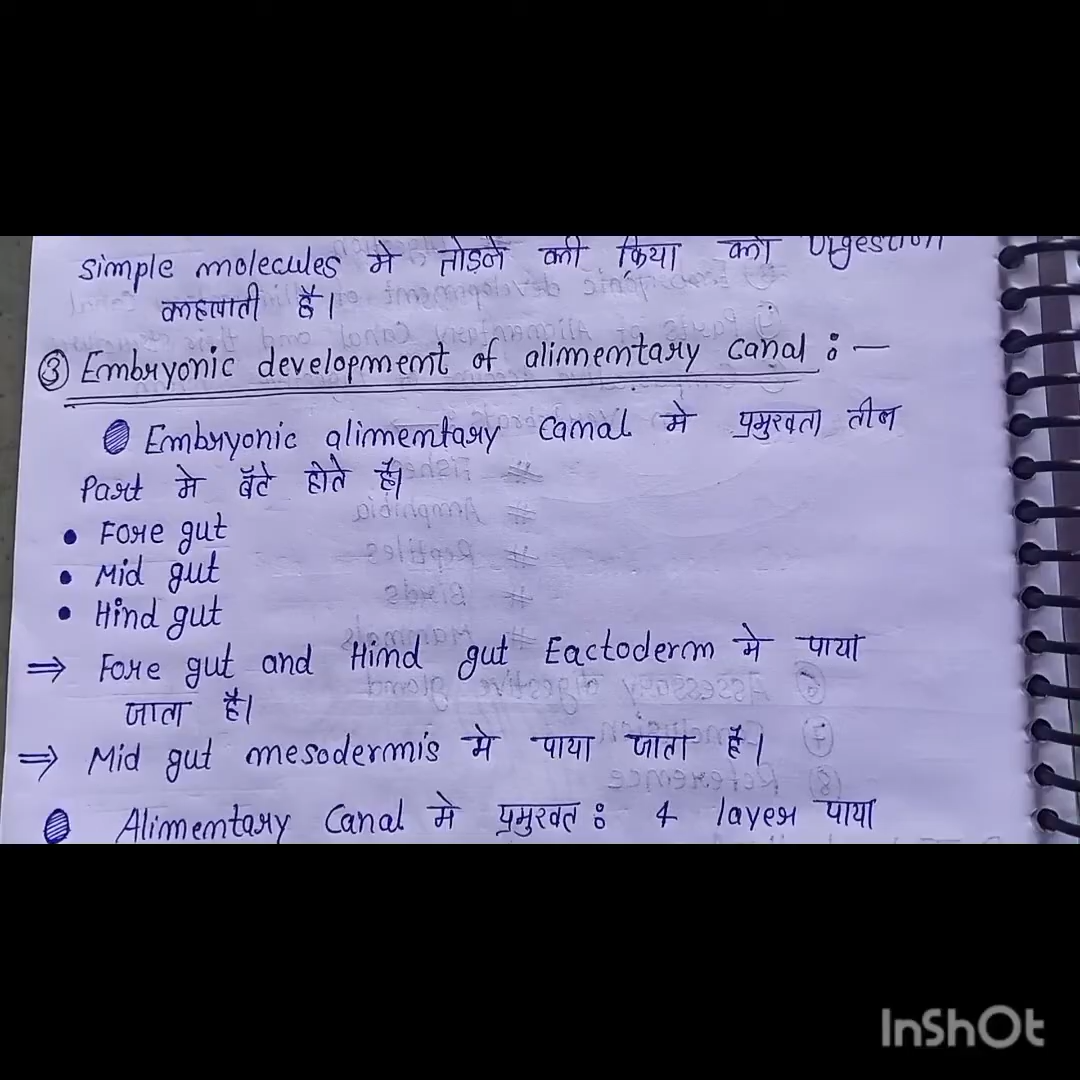 simple molecules मे तोड़ने की क्रिया को Digestion
कहलाती है।
③ Embryonic development of alimentary canal : —
Embryonic alimentary Canal मे प्रमुखता तीन
Part मे बँटे होते है।
• Fore gut
• Mid gut
• Hind gut
⇒ Fore gut and Hind gut Eactoderm मे पाया
जाता है।
⇒ Mid gut mesodermis मे पाया जाता है।
Alimentary Canal मे प्रमुखत : 4 layer पाया
InShOt